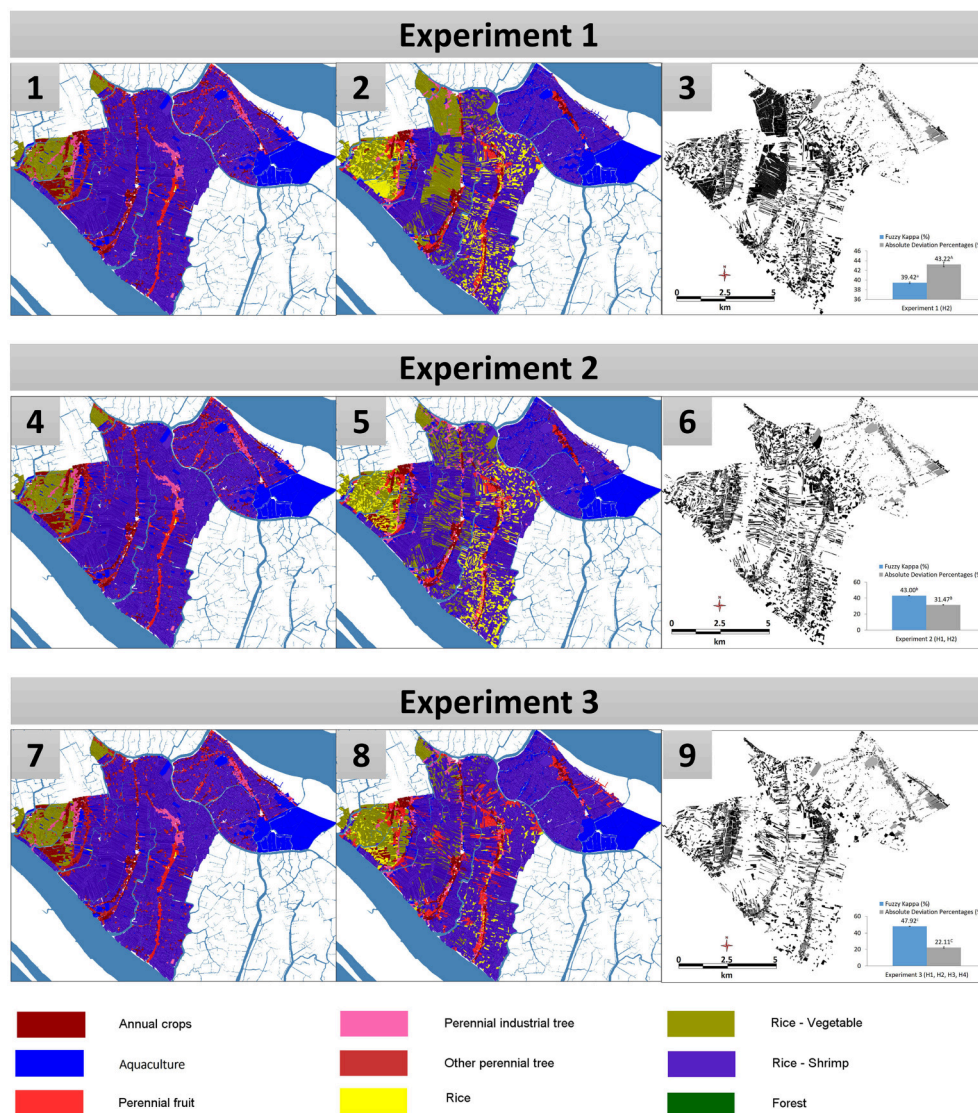 Experiment 1
1
2
3
Fuzzy Kappa (%)
Absolute Deviation Percentages (%
46
44
42
40
38
36
39.42
43.22
Experiment 1 (H2)
0 2.5 5
km
Experiment 2
4
5
6
Fuzzy Kappa (%)
Absolute Deviation Percentages (%
60
40
20
0
43.00
31.47
Experiment 2 (H1, H2)
0 2.5 5
km
Experiment 3
7
8
9
Fuzzy Kappa (%)
Absolute Deviation Percentages (%
60
40
20
0
47.92
22.11
Experiment 3 (H1, H2, H3, H4)
0 2.5 5
km
Annual crops
Perennial industrial tree
Rice - Vegetable
Aquaculture
Other perennial tree
Rice - Shrimp
Perennial fruit
Rice
Forest